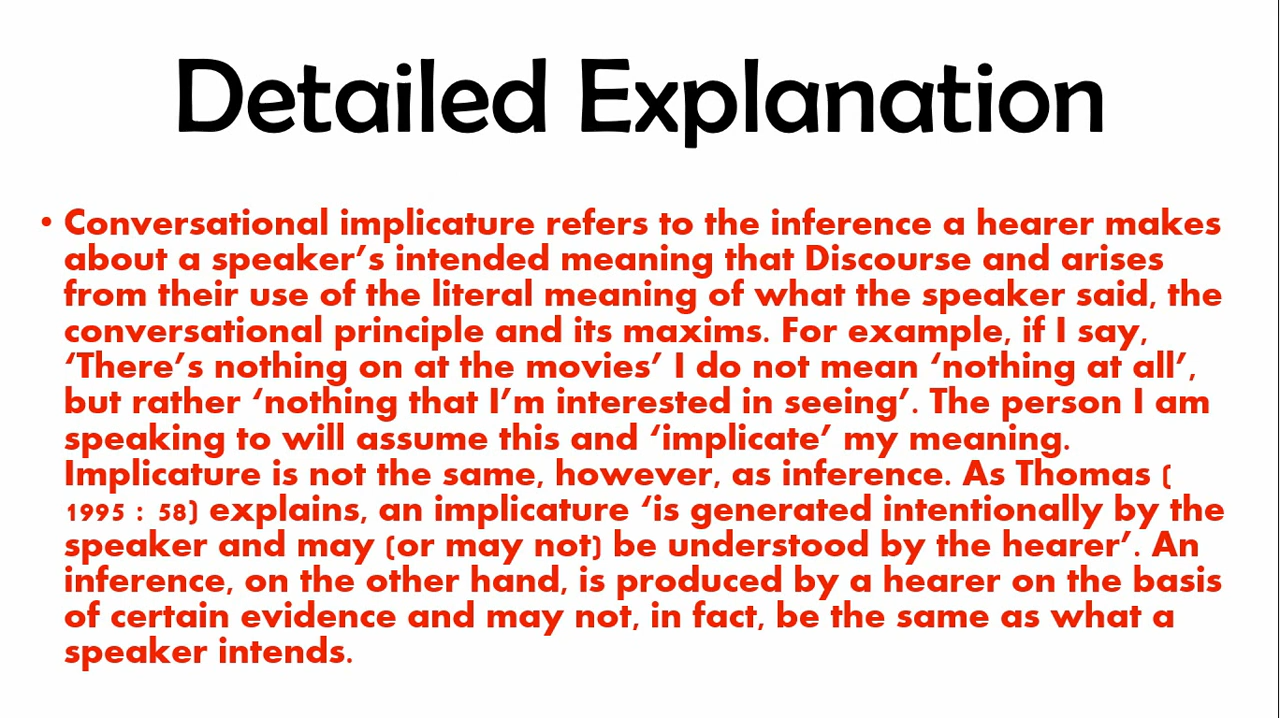 Detailed Explanation
• Conversational implicature refers to the inference a hearer makes
about a speaker’s intended meaning that Discourse and arises
from their use of the literal meaning of what the speaker said, the
conversational principle and its maxims. For example, if I say,
‘There’s nothing on at the movies’ I do not mean ‘nothing at all’,
but rather ‘nothing that I’m interested in seeing’. The person I am
speaking to will assume this and ‘implicate’ my meaning.
Implicature is not the same, however, as inference. As Thomas (
1995 : 58) explains, an implicature ‘is generated intentionally by the
speaker and may (or may not) be understood by the hearer’. An
inference, on the other hand, is produced by a hearer on the basis
of certain evidence and may not, in fact, be the same as what a
speaker intends.